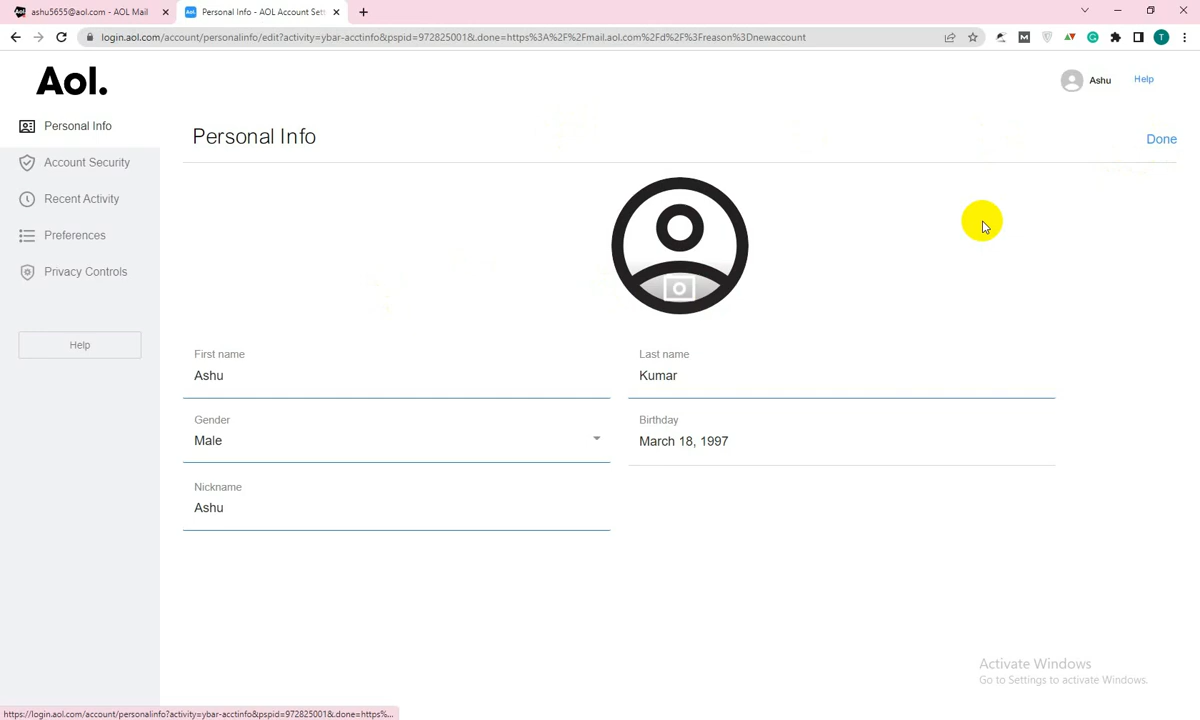 ashu5655@aol.com - AOL Mail
Personal Info - AOL Account Set
login.aol.com/account/personalinfo/edit?activity=ybar-acctinfo&pspid=972825001&.done=https%3A%2F%2Fmail.aol.com%2Fd%2F%3Freason%3Dnewaccount
M
T
Aol.
Ashu
Help
Personal Info
Personal Info
Done
Account Security
Recent Activity
Preferences
Privacy Controls
Help
First name
Last name
Ashu
Kumar
Gender
Birthday
Male
March 18, 1997
Nickname
Ashu
Activate Windows
Go to Settings to activate Windows.
https://login.aol.com/account/personalinfo?activity=ybar-acctinfo&pspid=972825001&.done=https%...